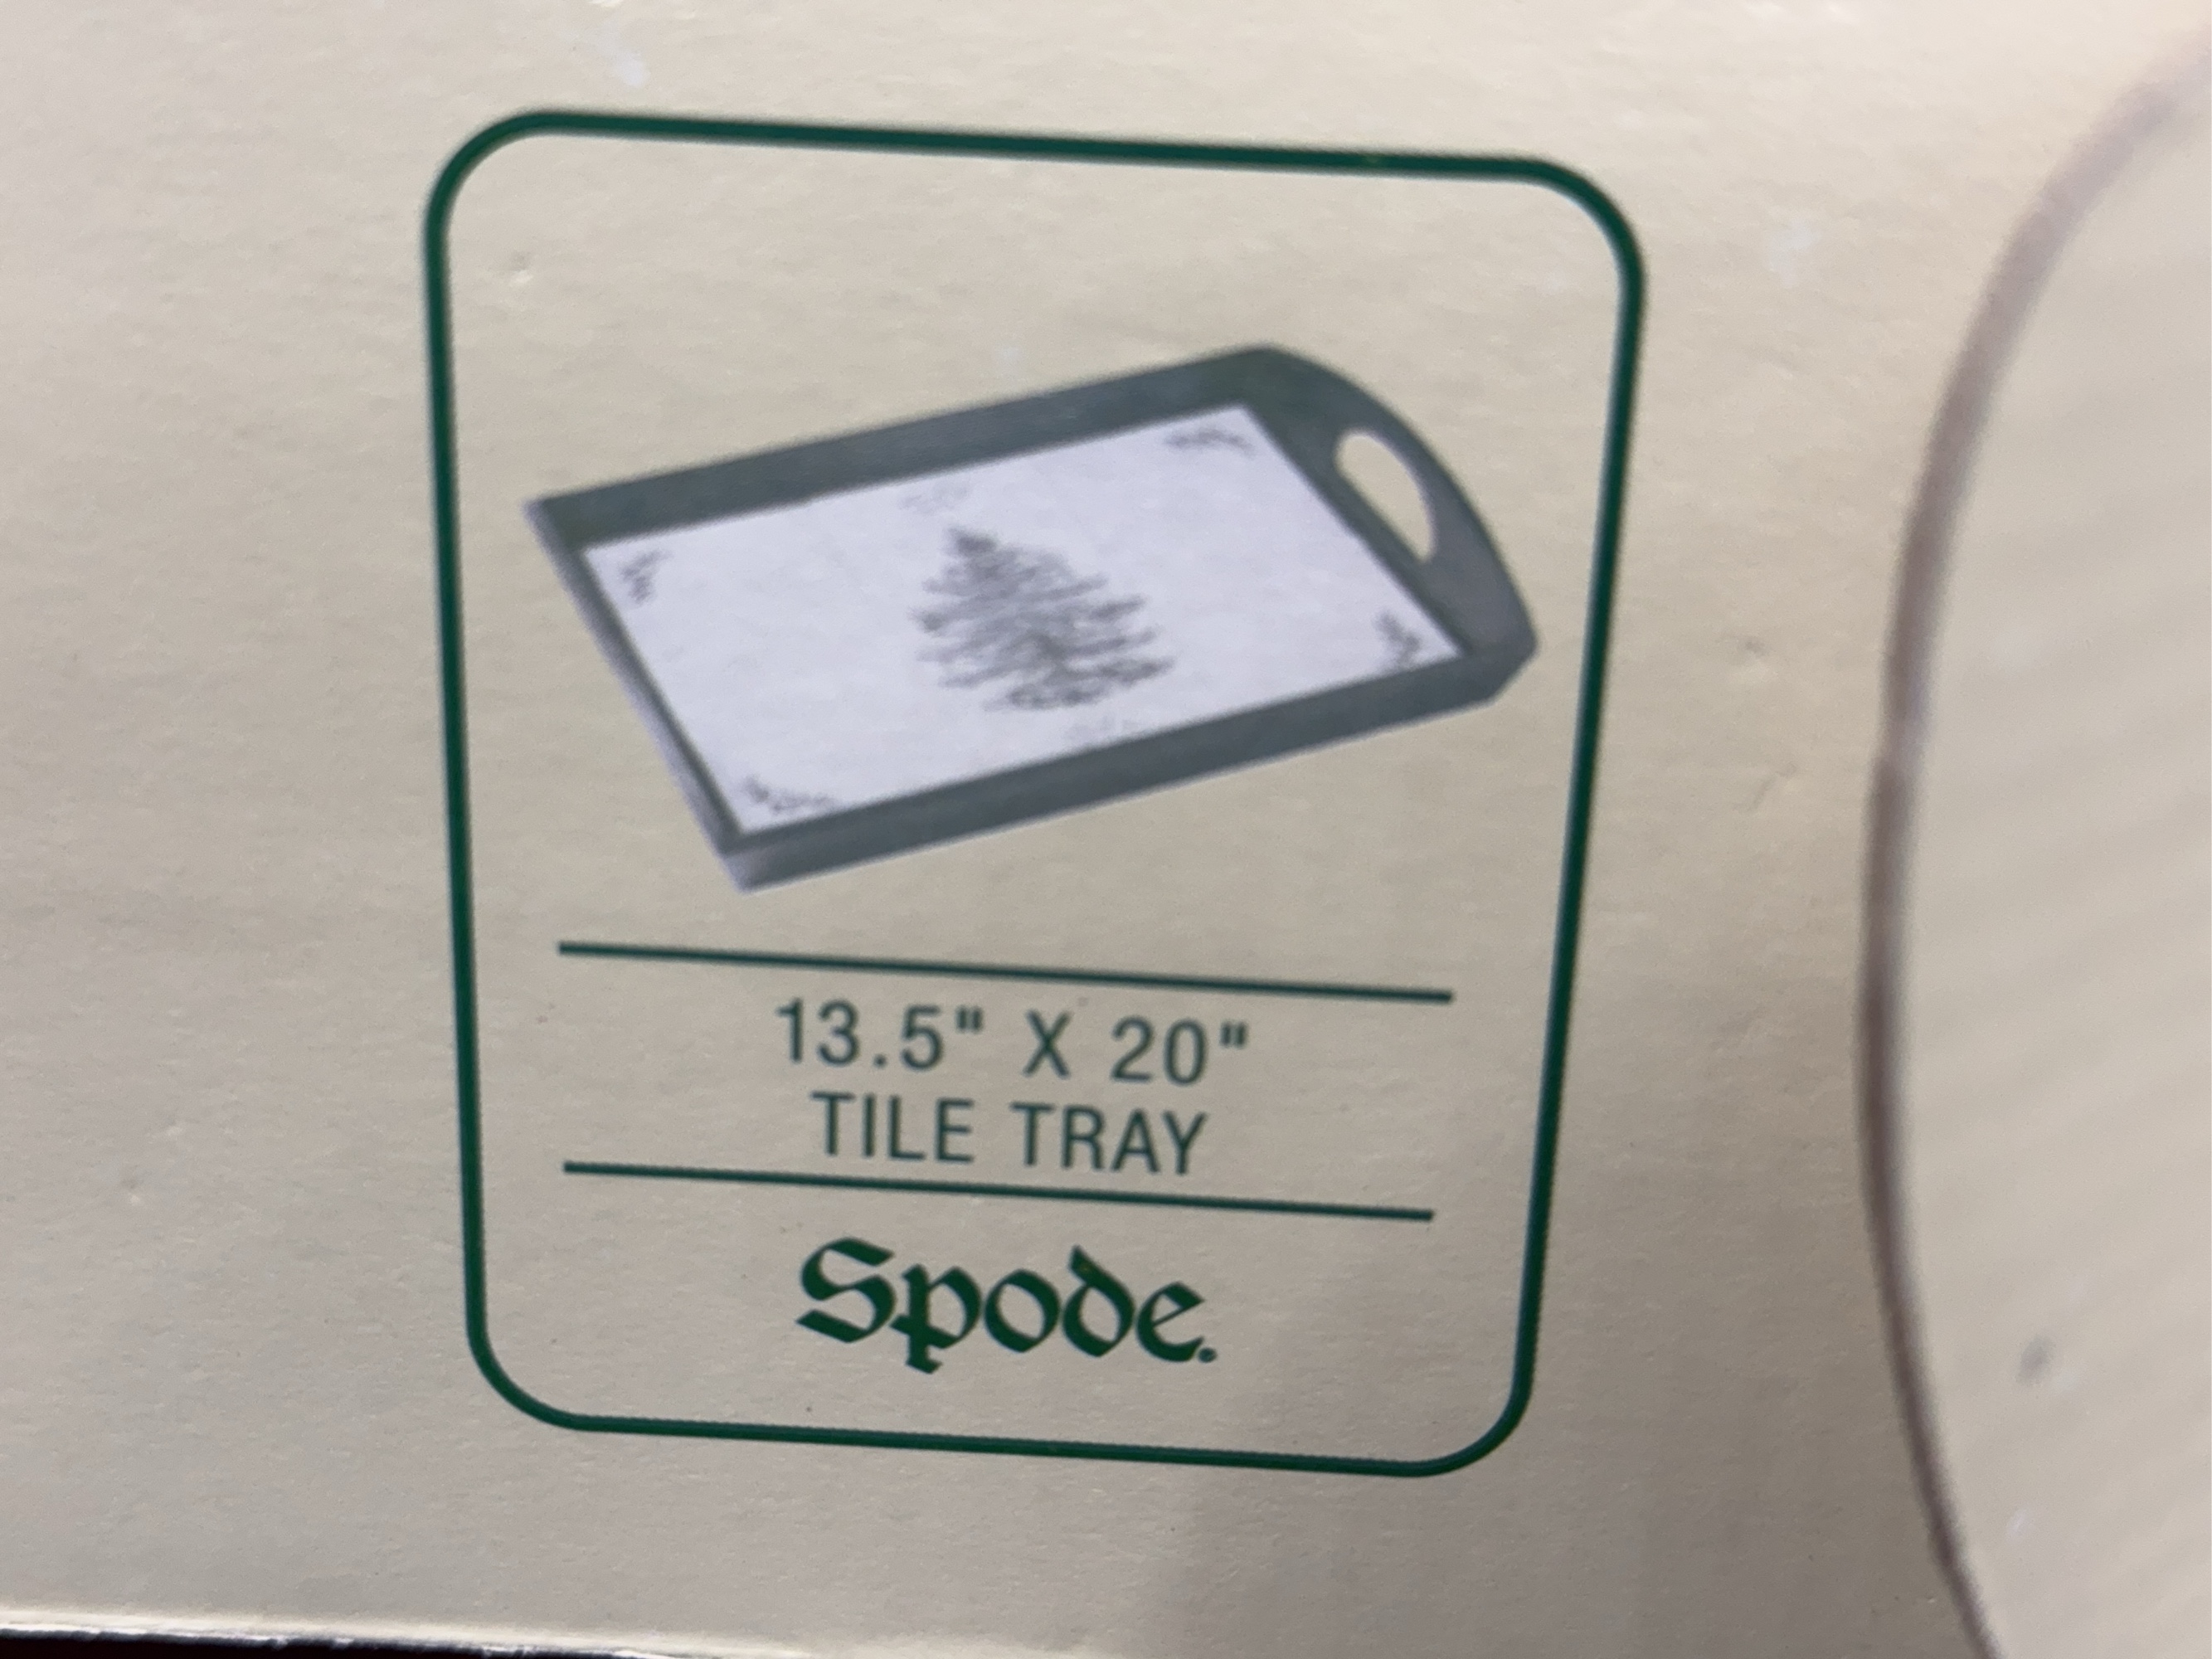 13.5" X 20"
TILE TRAY
Spode.